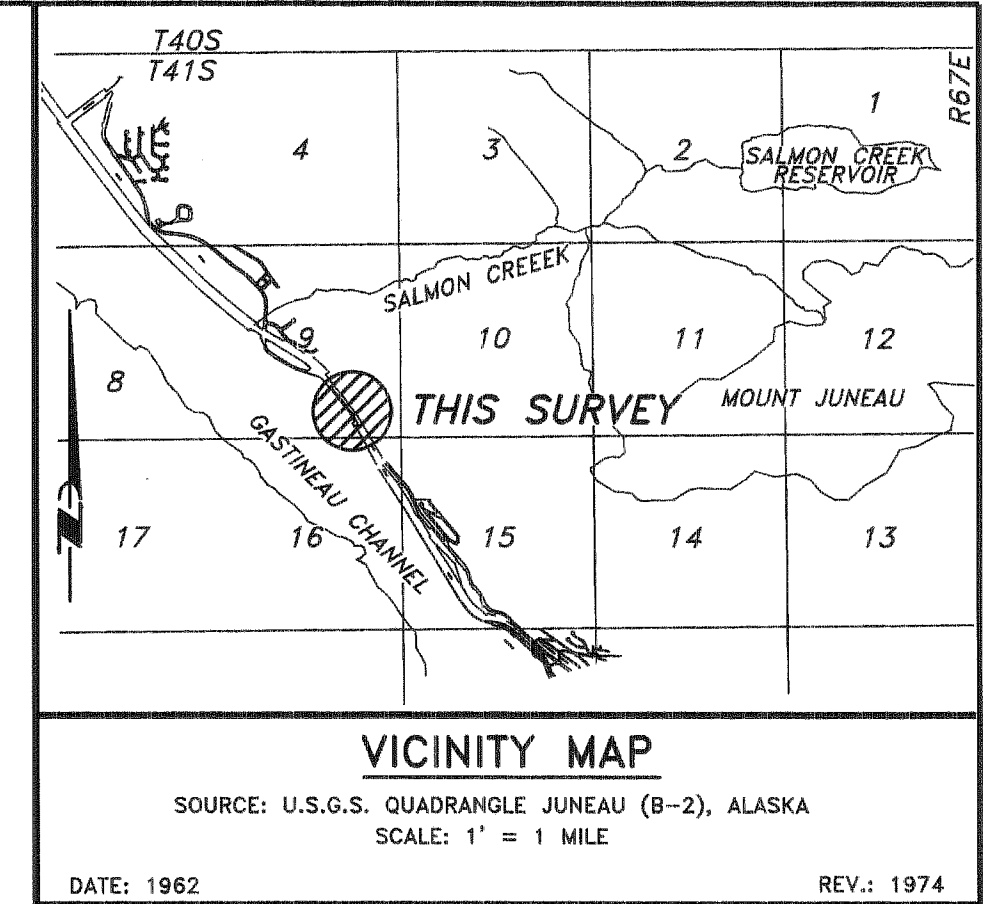 T40S
T41S
R67E
1
4
3
2
SALMON CREEK
RESERVOIR
SALMON CREEEK
9
10
11
12
8
THIS SURVEY
MOUNT JUNEAU
GASTINEAU CHANNEL
17
16
15
14
13
VICINITY MAP
SOURCE: U.S.G.S. QUADRANGLE JUNEAU (B-2), ALASKA
SCALE: 1' = 1 MILE
DATE: 1962
REV.: 1974